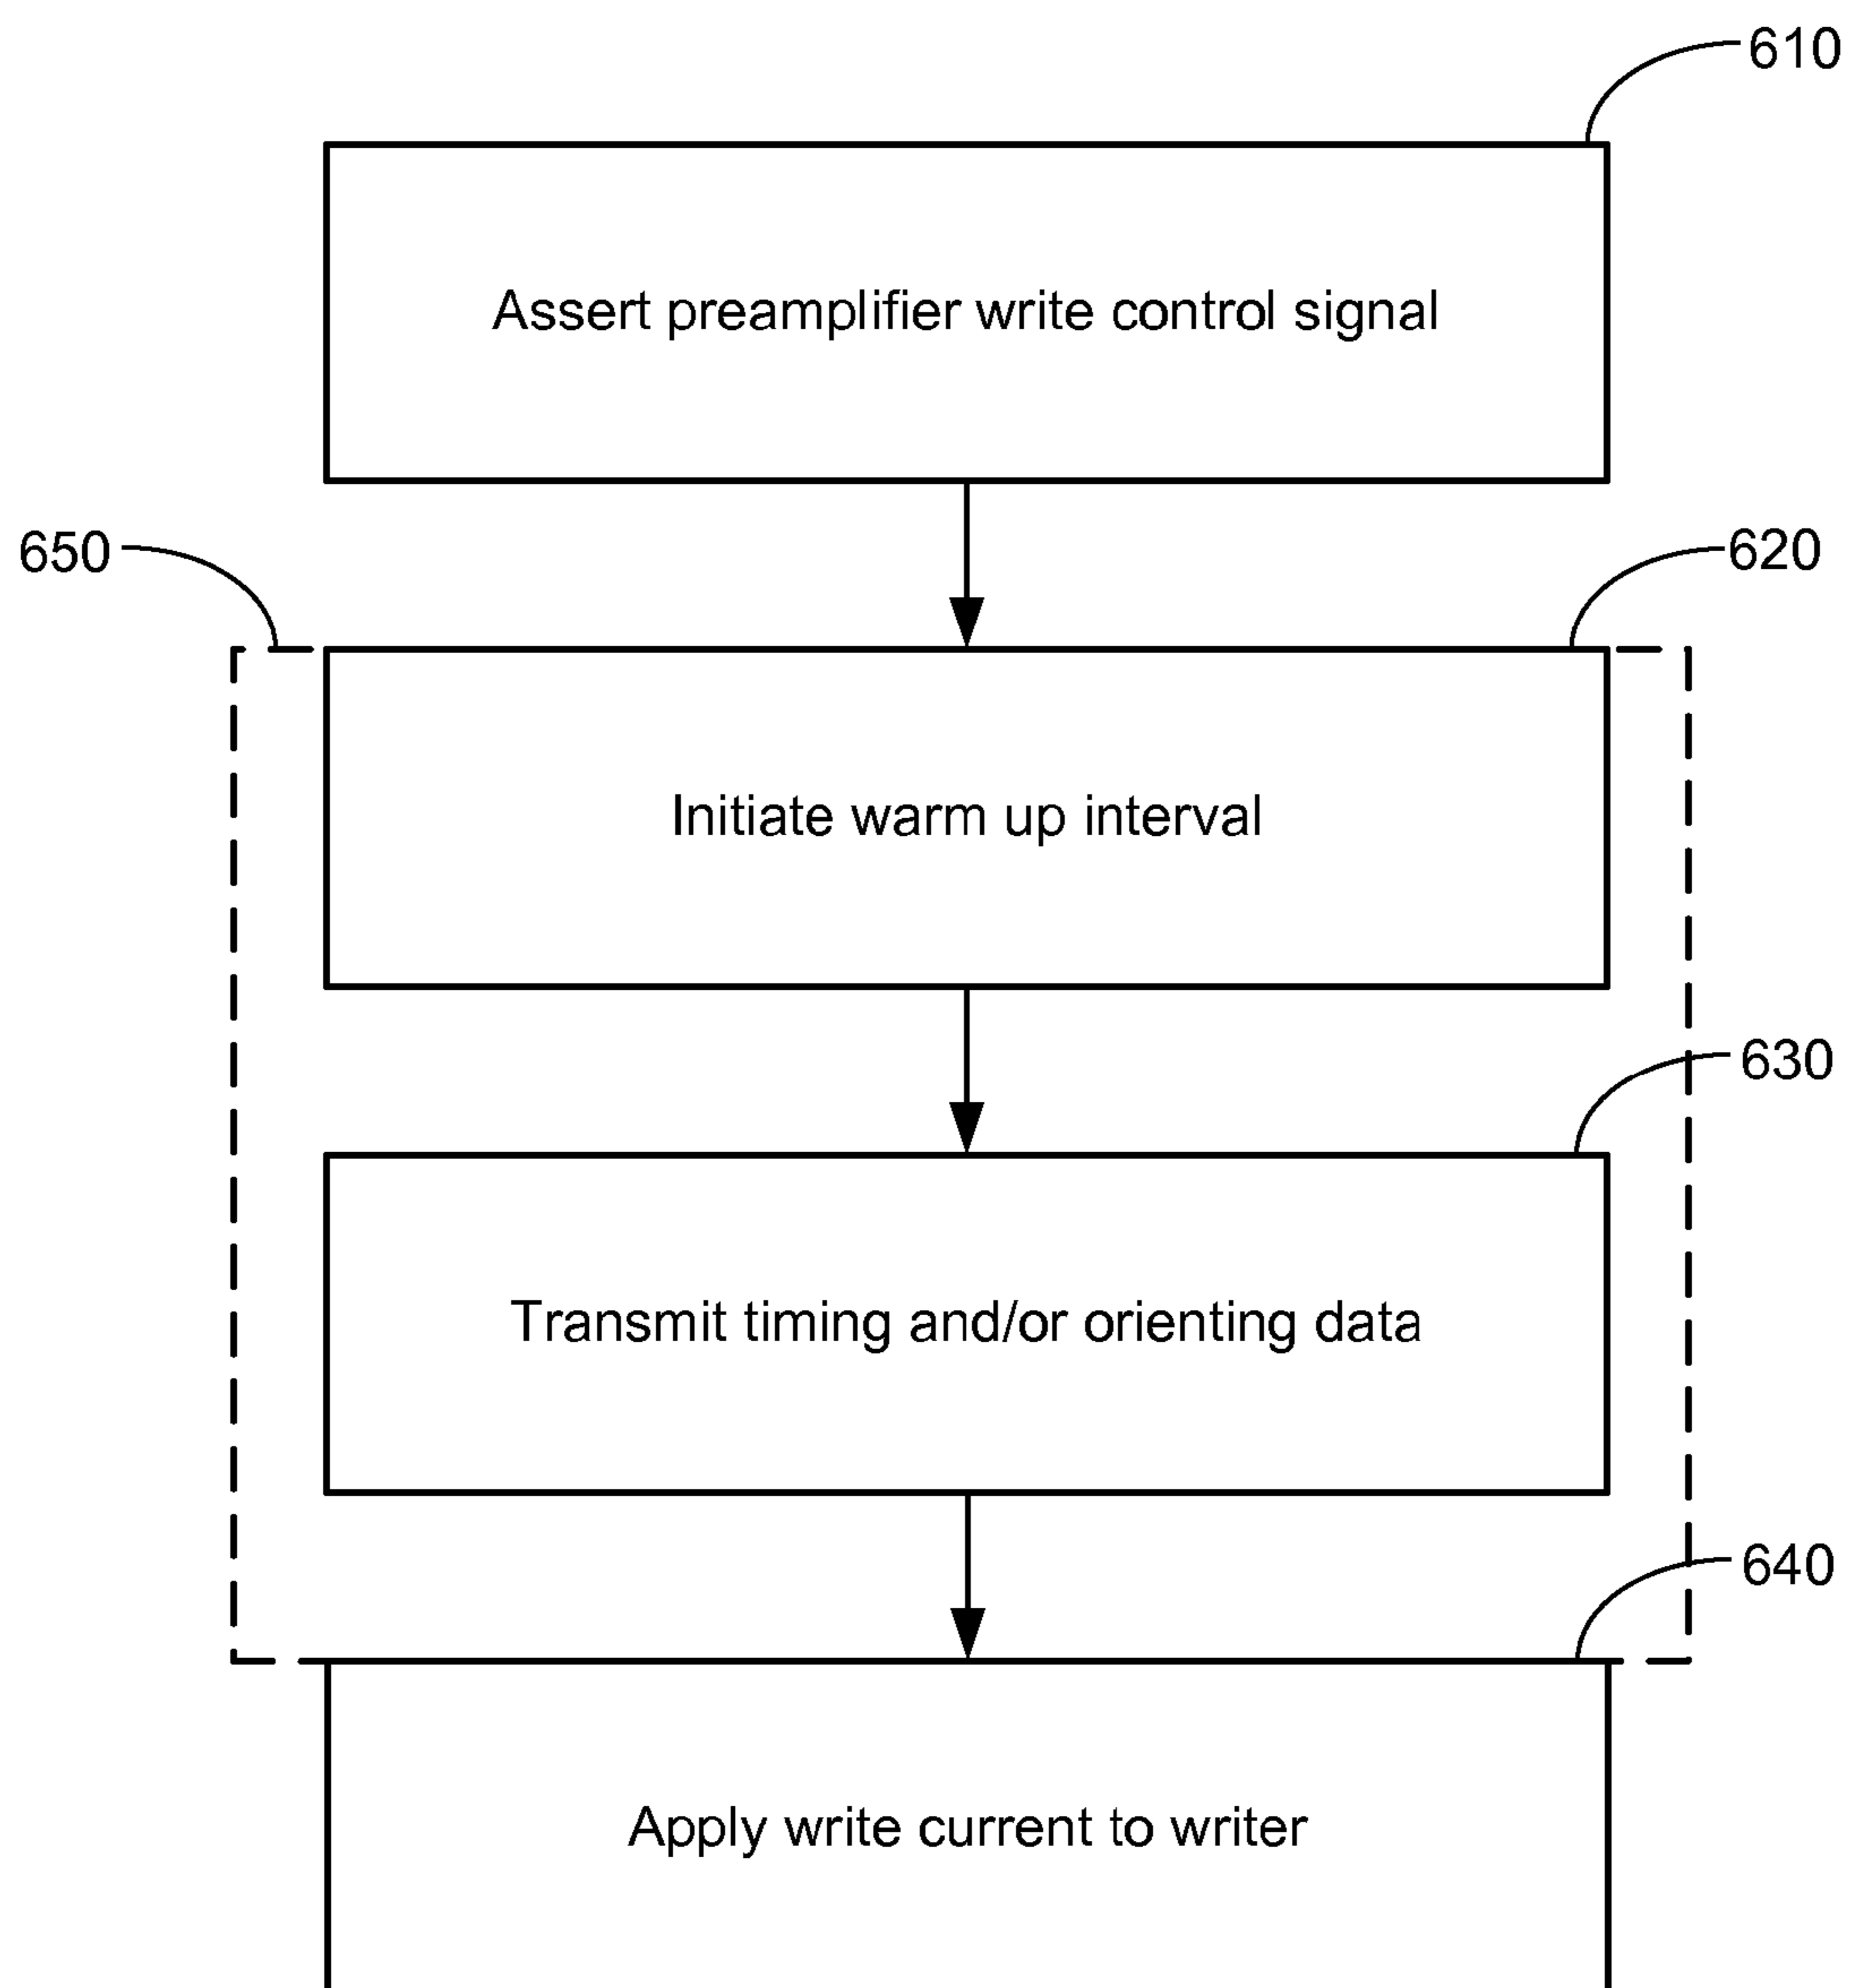 610
Assert preamplifier write control signal
650
620
Initiate warm up interval
630
Transmit timing and/or orienting data
640
Apply write current to writer